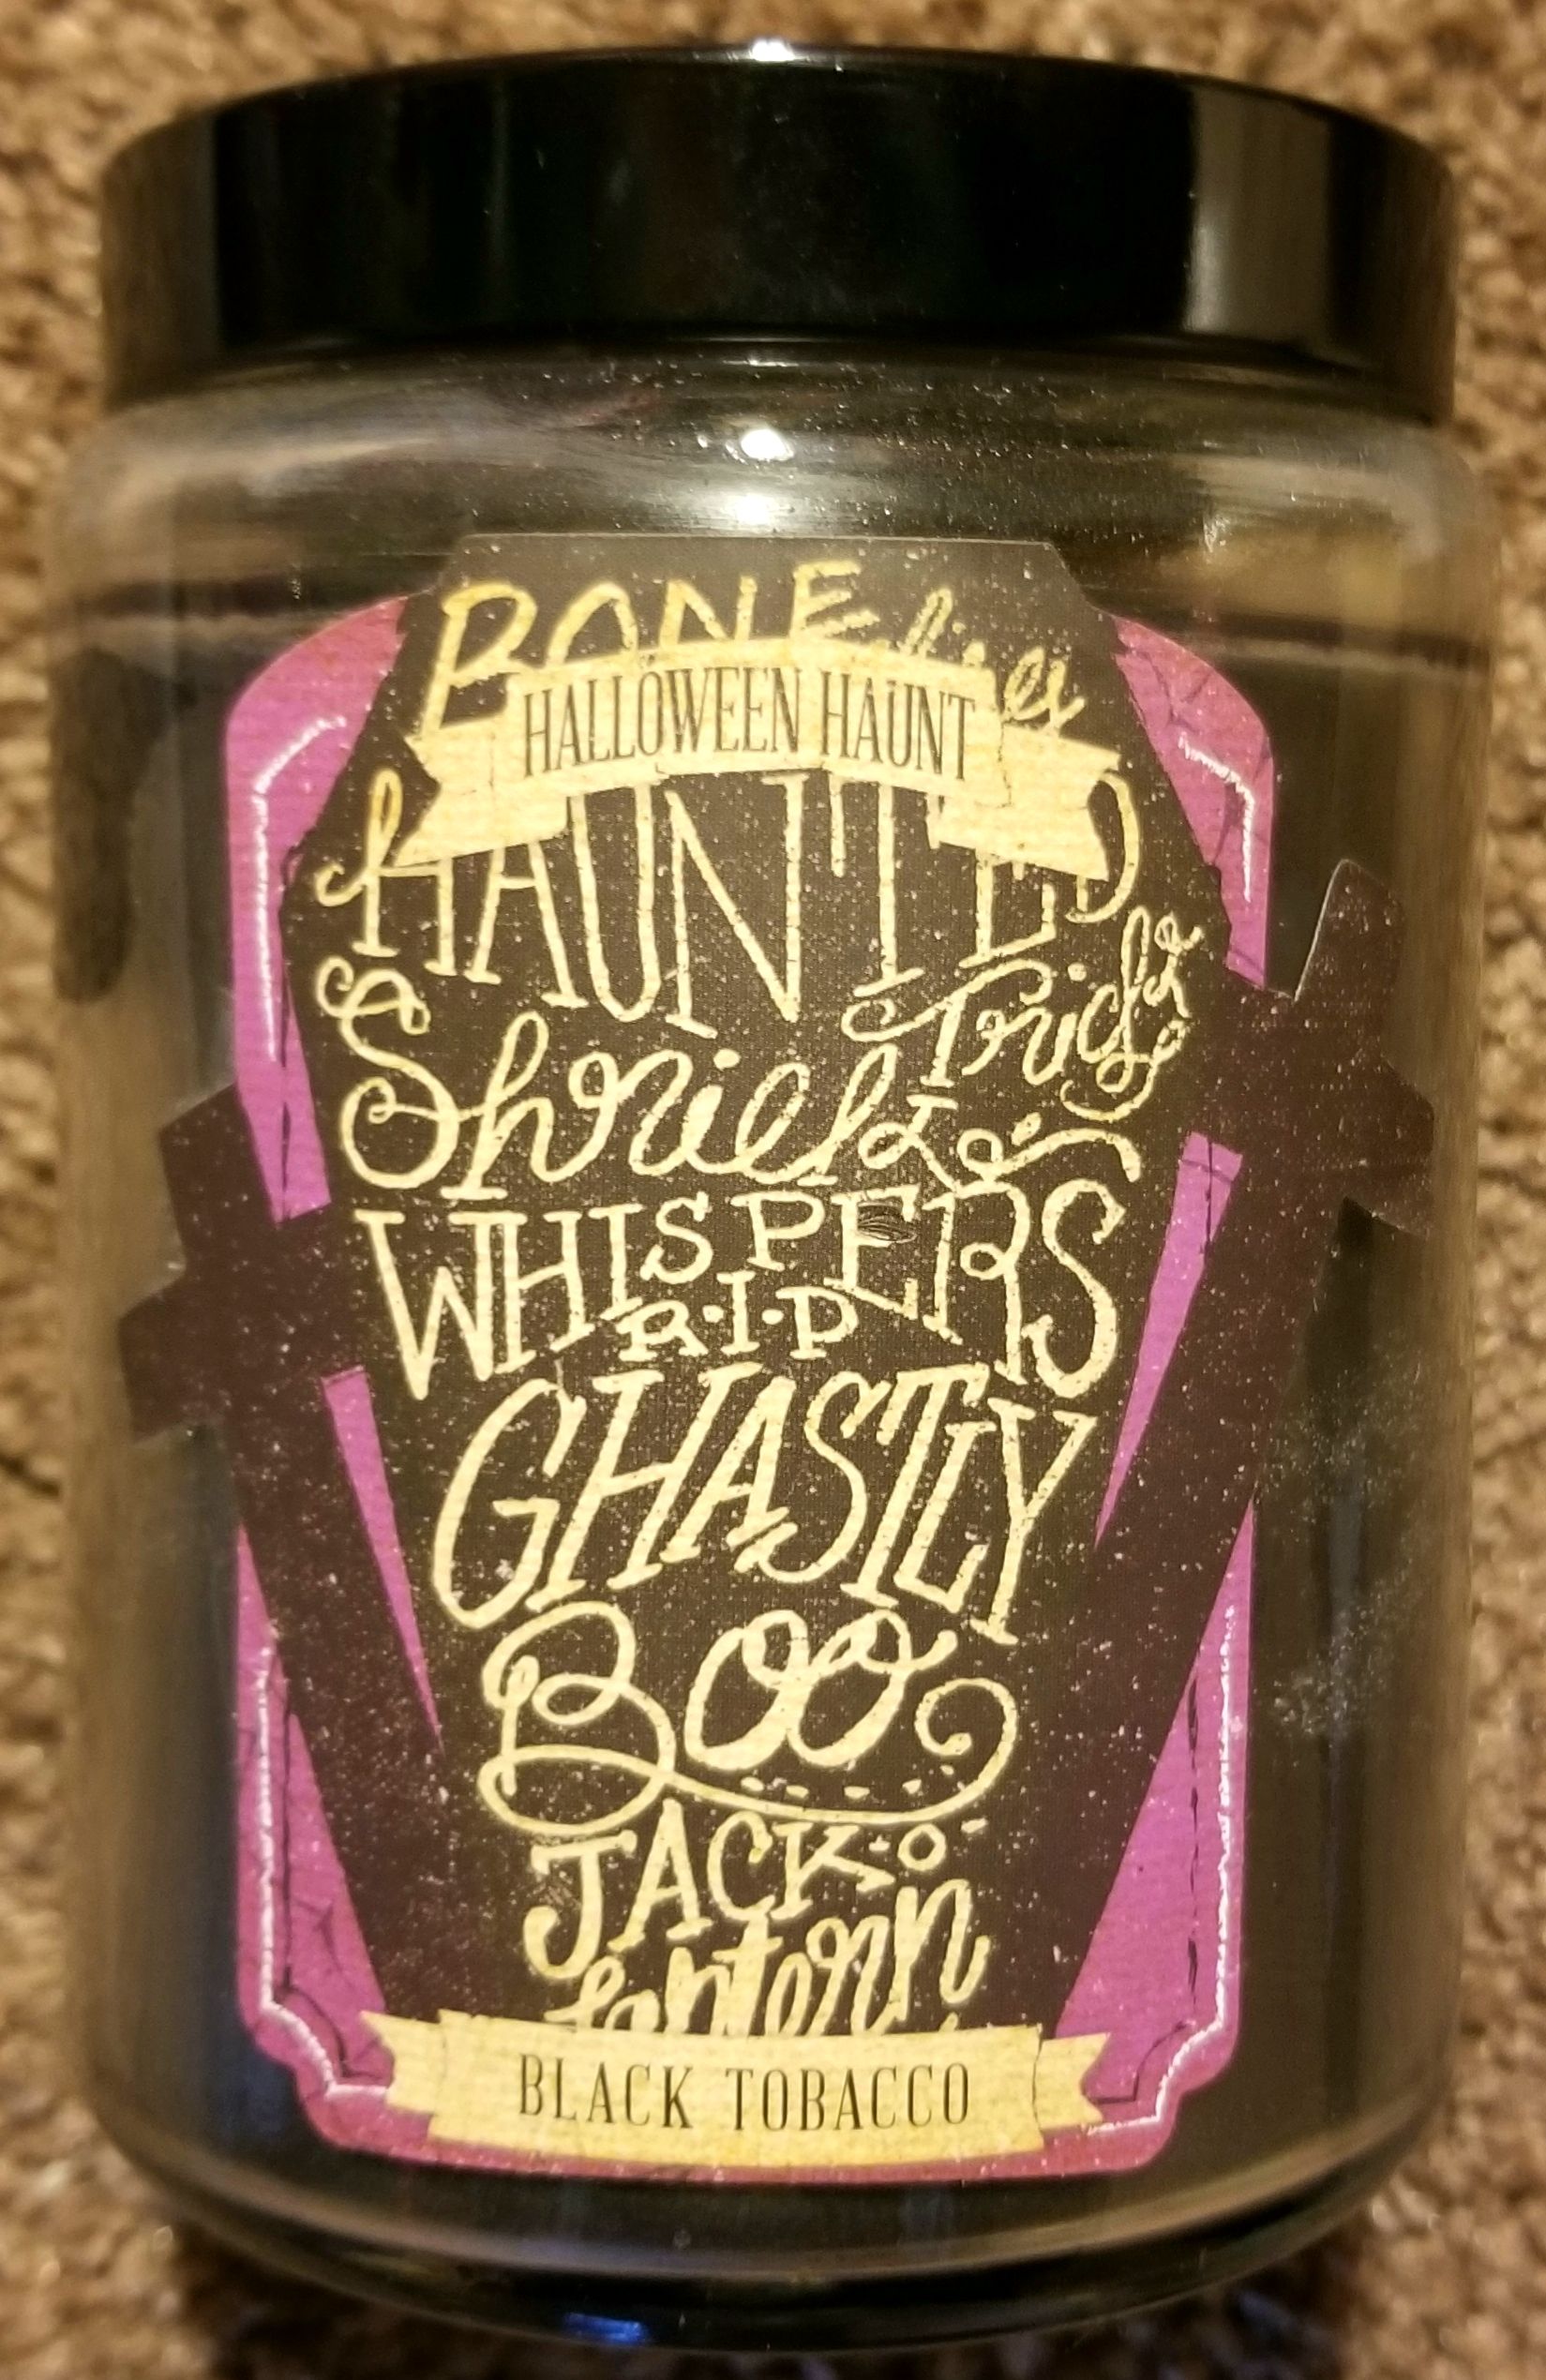 BONE
HALLOWEEN HAUNT
HAUNTED
Tricks
Shriek
WHISPERS
R.I.P
GHASTLY
Boo
JACK-O-
lantern
BLACK TOBACCO